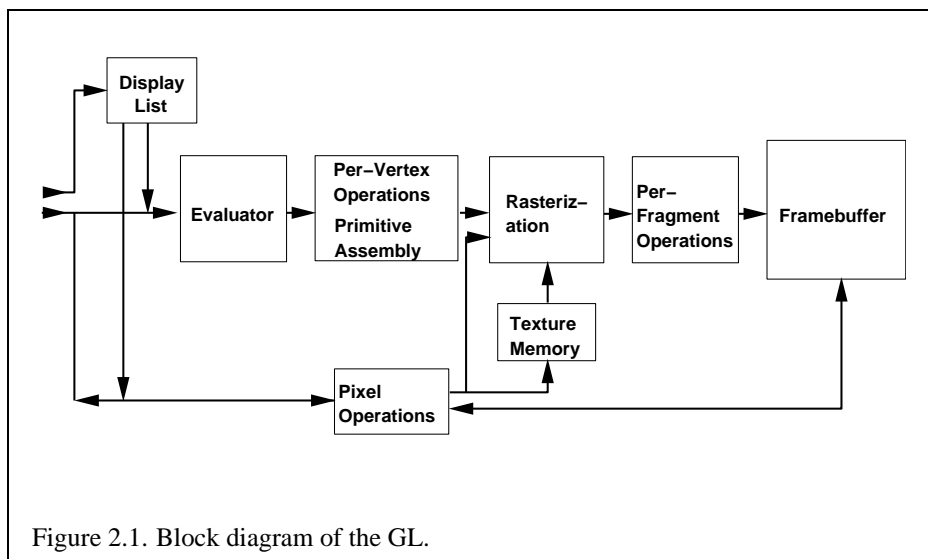 Display
List
Evaluator
Per–Vertex
Operations
Primitive
Assembly
Rasteriz–
ation
Per–
Fragment
Operations
Framebuffer
Texture
Memory
Pixel
Operations
Figure 2.1. Block diagram of the GL.